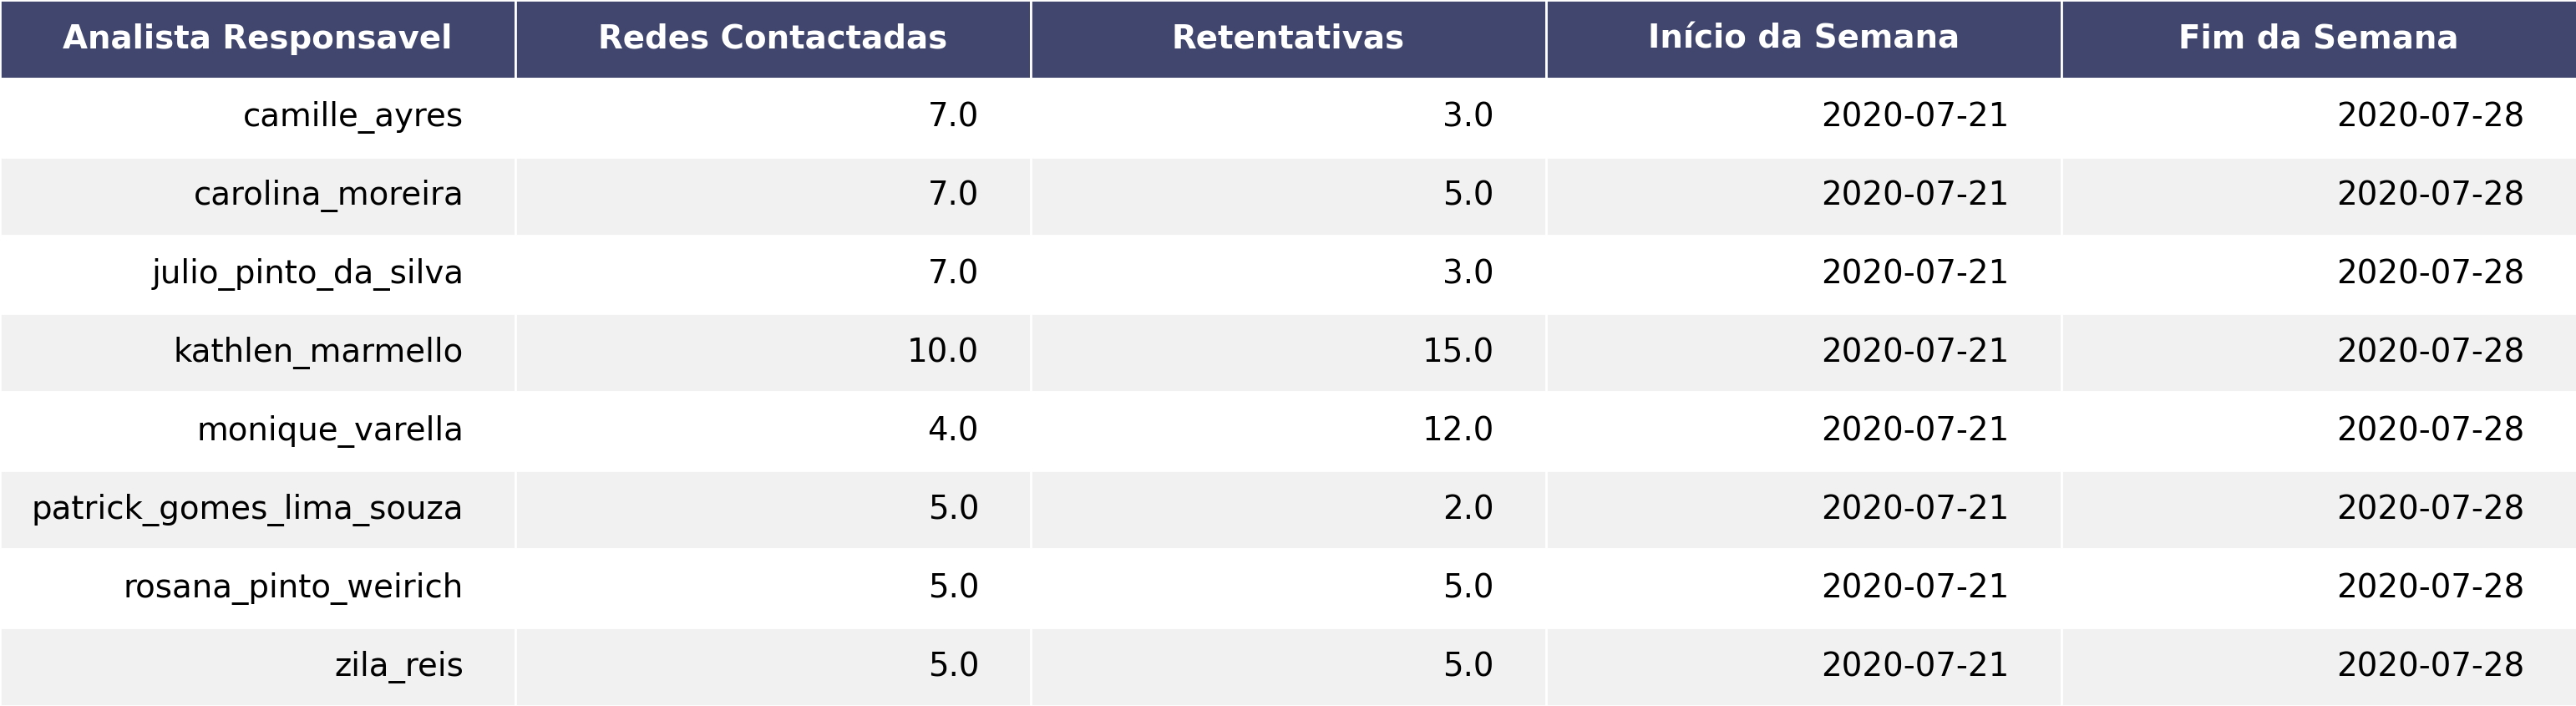 Analista Responsavel Redes Contactadas Retentativas Início da Semana Fim da Semana
camille_ayres 7.0 3.0 2020-07-21 2020-07-28
carolina_moreira 7.0 5.0 2020-07-21 2020-07-28
julio_pinto_da_silva 7.0 3.0 2020-07-21 2020-07-28
kathlen_marmello 10.0 15.0 2020-07-21 2020-07-28
monique_varella 4.0 12.0 2020-07-21 2020-07-28
patrick_gomes_lima_souza 5.0 2.0 2020-07-21 2020-07-28
rosana_pinto_weirich 5.0 5.0 2020-07-21 2020-07-28
zila_reis 5.0 5.0 2020-07-21 2020-07-28